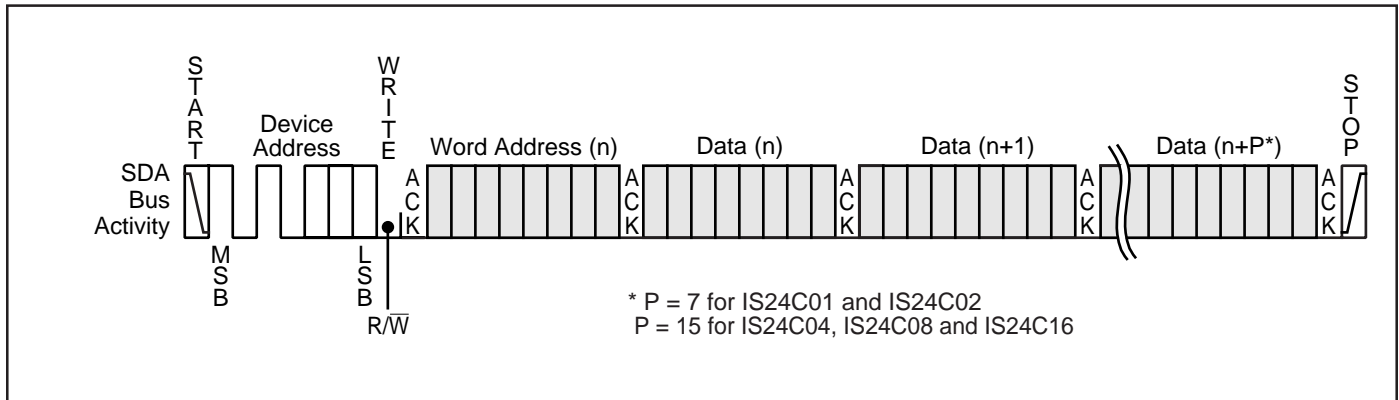 START
WRITE
STOP
Device
Address
Word Address (n)
Data (n)
Data (n+1)
Data (n+P*)
SDA
Bus
Activity
ACK
ACK
ACK
ACK
ACK
MSB
LSB
R/W̅
* P = 7 for IS24C01 and IS24C02
P = 15 for IS24C04, IS24C08 and IS24C16